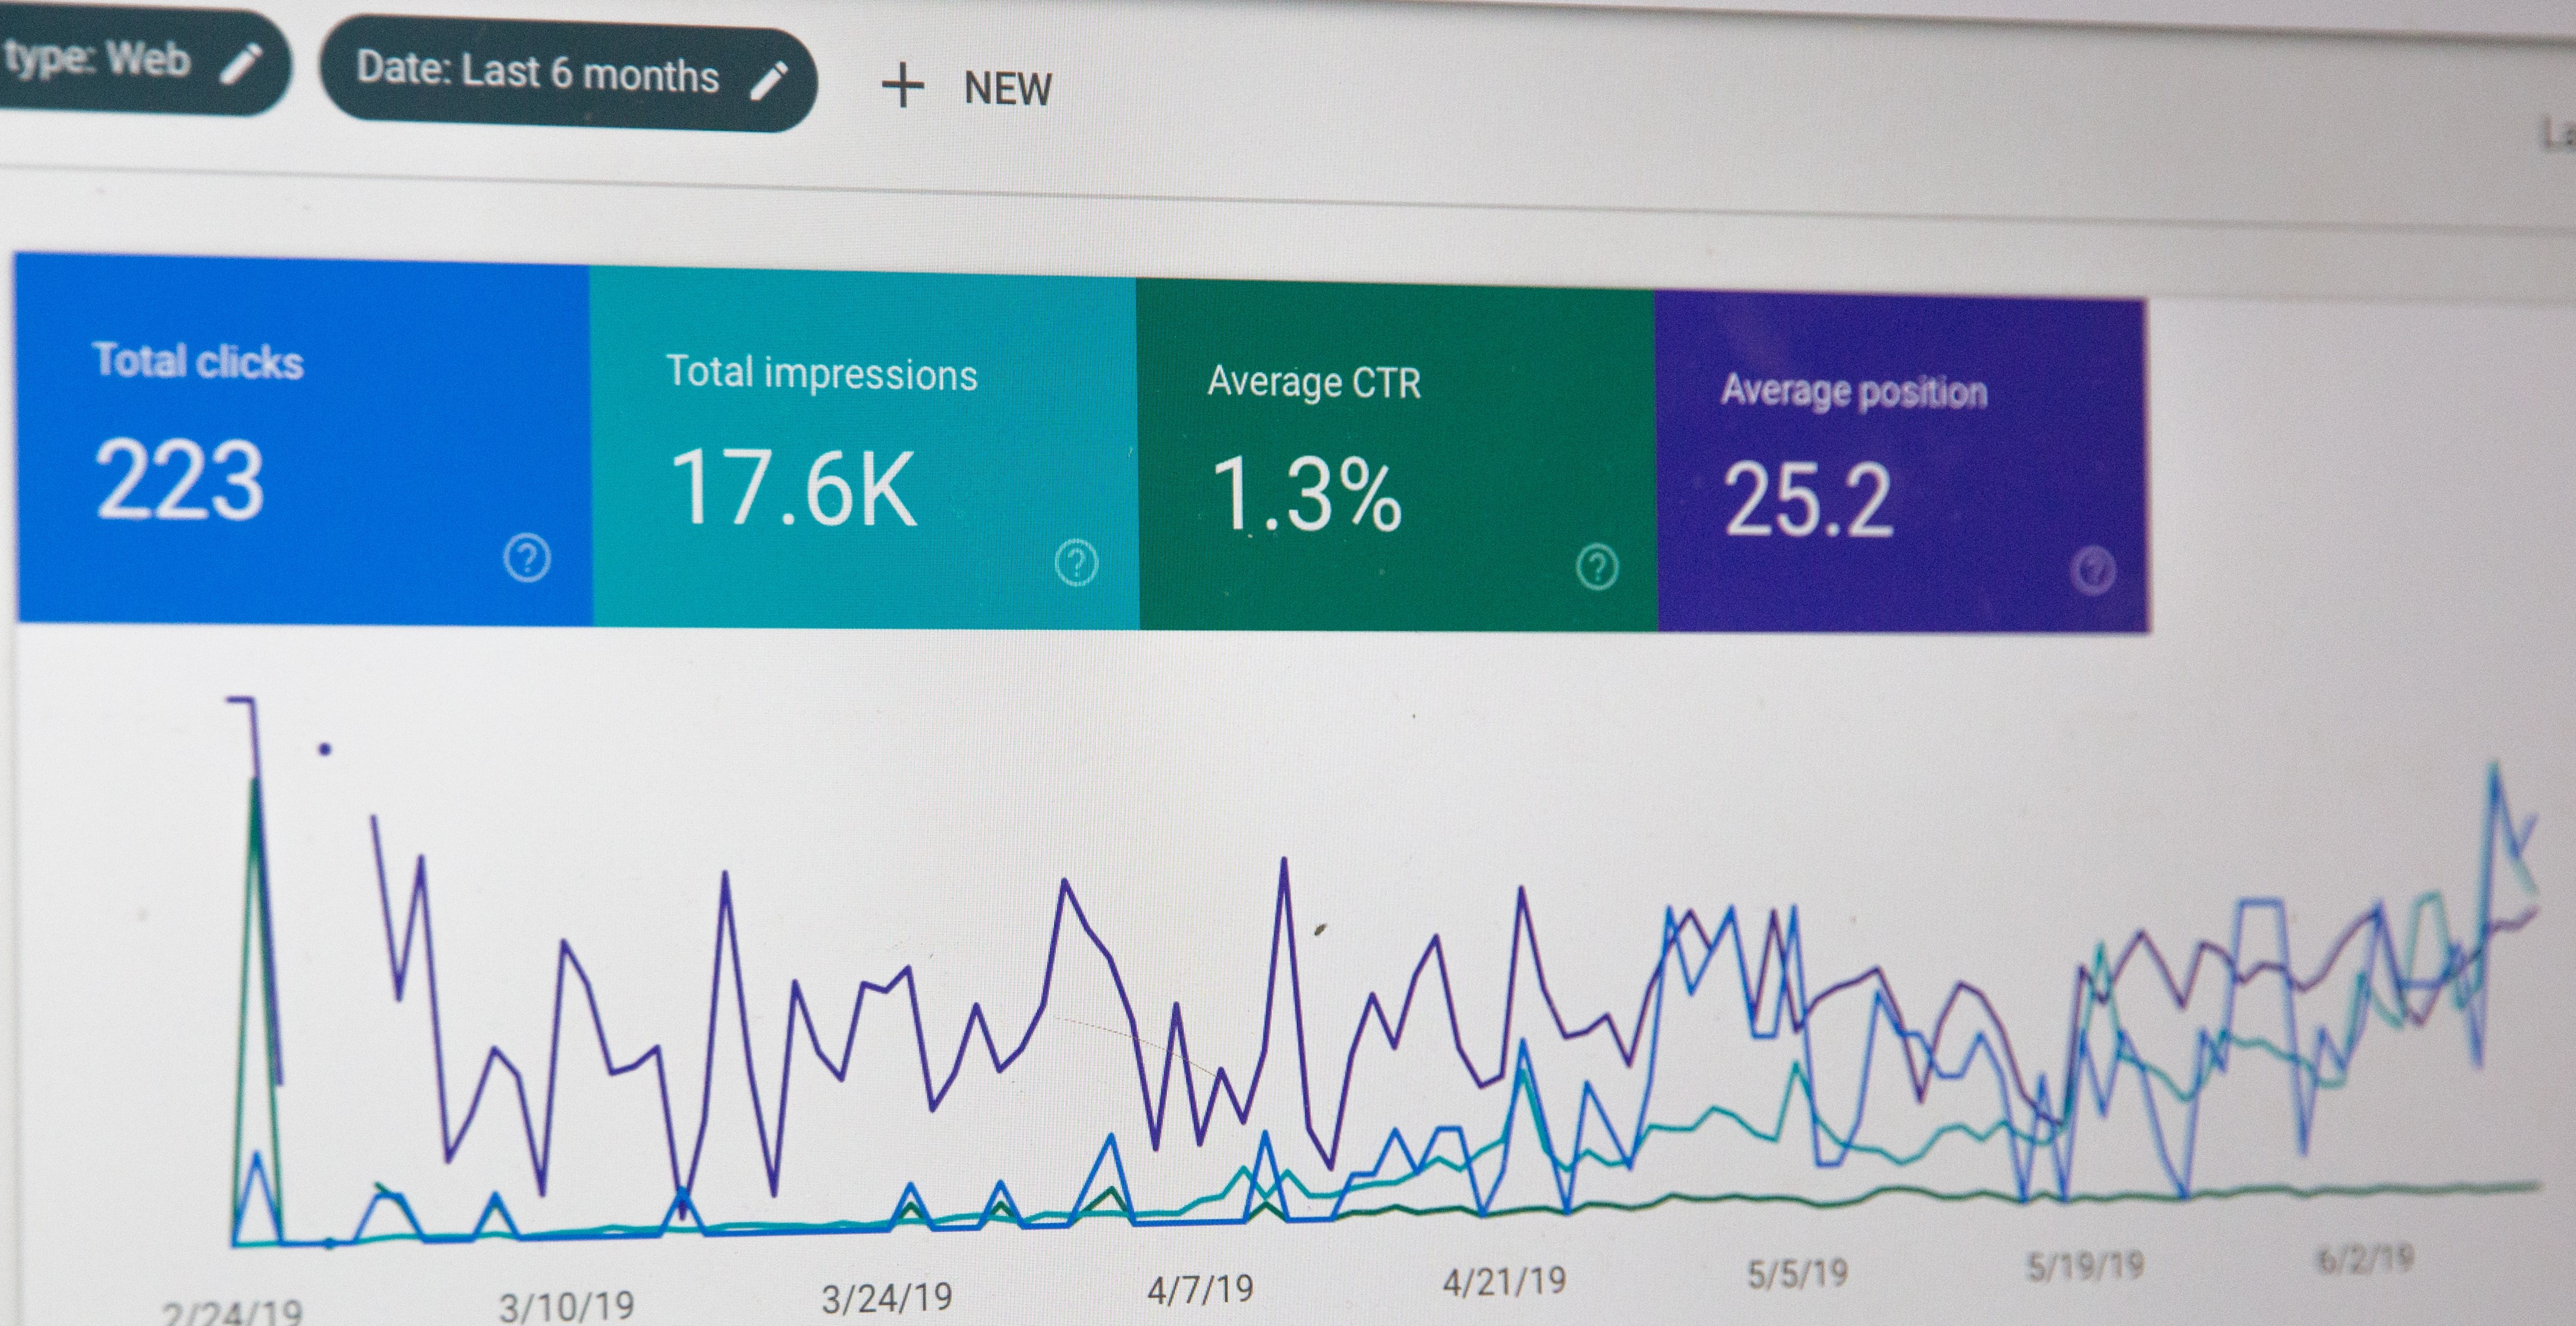 type: Web
Date: Last 6 months
+ NEW
Total clicks
223
Total impressions
17.6K
Average CTR
1.3%
Average position
25.2
2/24/19
3/10/19
3/24/19
4/7/19
4/21/19
5/5/19
5/19/19
6/2/19